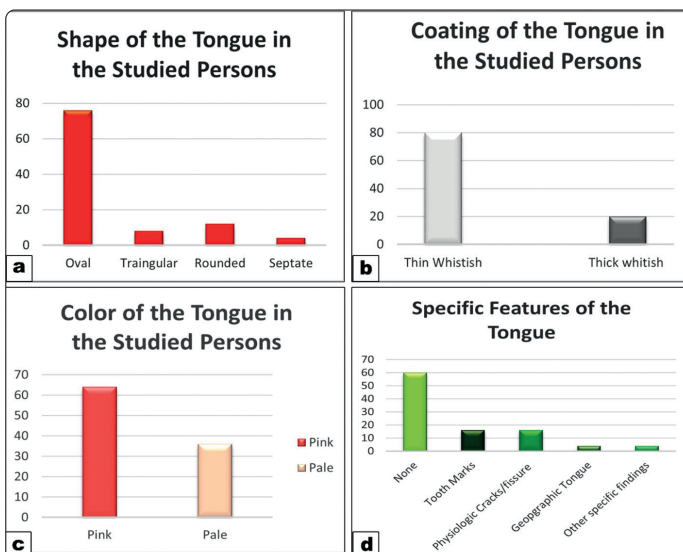 Shape of the Tongue in
the Studied Persons
80
60
40
20
0
Oval Traingular Rounded Septate
a
Coating of the Tongue in
the Studied Persons
100
80
60
40
20
0
Thin Whistish Thick whitish
b
Color of the Tongue in
the Studied Persons
70
60
50
40
30
20
10
0
Pink Pale
Pink
Pale
c
Specific Features of the
Tongue
70
60
50
40
30
20
10
0
None
Tooth Marks
Physiologic Cracks/fissure
Geopgraphic Tongue
Other specific findings
d